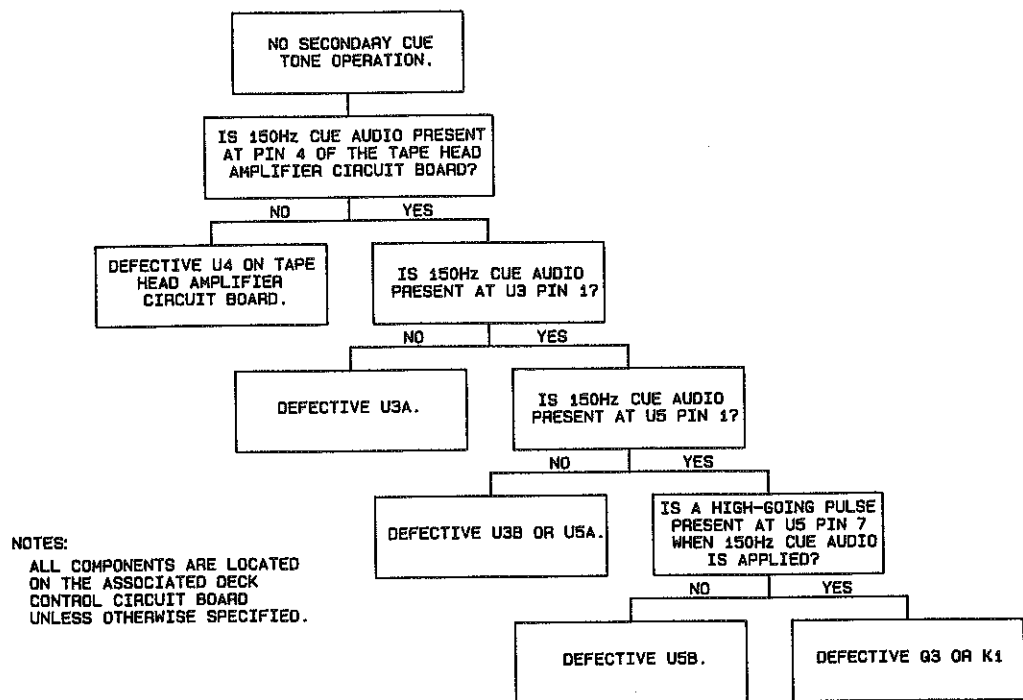 NO SECONDARY CUE
TONE OPERATION.
IS 150Hz CUE AUDIO PRESENT
AT PIN 4 OF THE TAPE HEAD
AMPLIFIER CIRCUIT BOARD?
NO
YES
DEFECTIVE U4 ON TAPE
HEAD AMPLIFIER
CIRCUIT BOARD.
IS 150Hz CUE AUDIO
PRESENT AT U3 PIN 1?
NO
YES
DEFECTIVE U3A.
IS 150Hz CUE AUDIO
PRESENT AT U5 PIN 1?
NO
YES
DEFECTIVE U3B OR U5A.
IS A HIGH-GOING PULSE
PRESENT AT U5 PIN 7
WHEN 150Hz CUE AUDIO
IS APPLIED?
NO
YES
DEFECTIVE U5B.
DEFECTIVE Q3 OR K1
NOTES:
ALL COMPONENTS ARE LOCATED
ON THE ASSOCIATED DECK
CONTROL CIRCUIT BOARD
UNLESS OTHERWISE SPECIFIED.